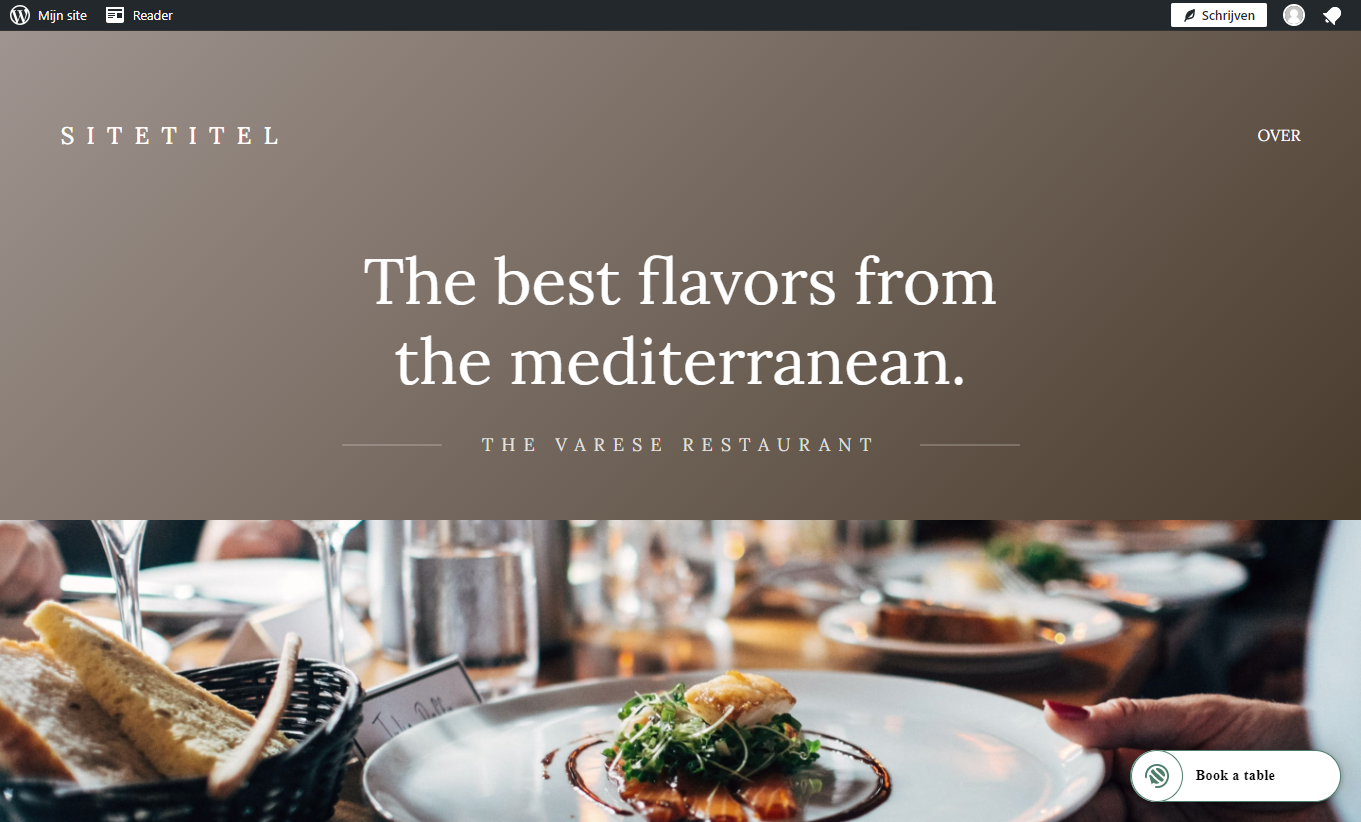 Mijn site Reader Schrijven
SITETITEL OVER
The best flavors from
the mediterranean.
THE VARESE RESTAURANT
Book a table